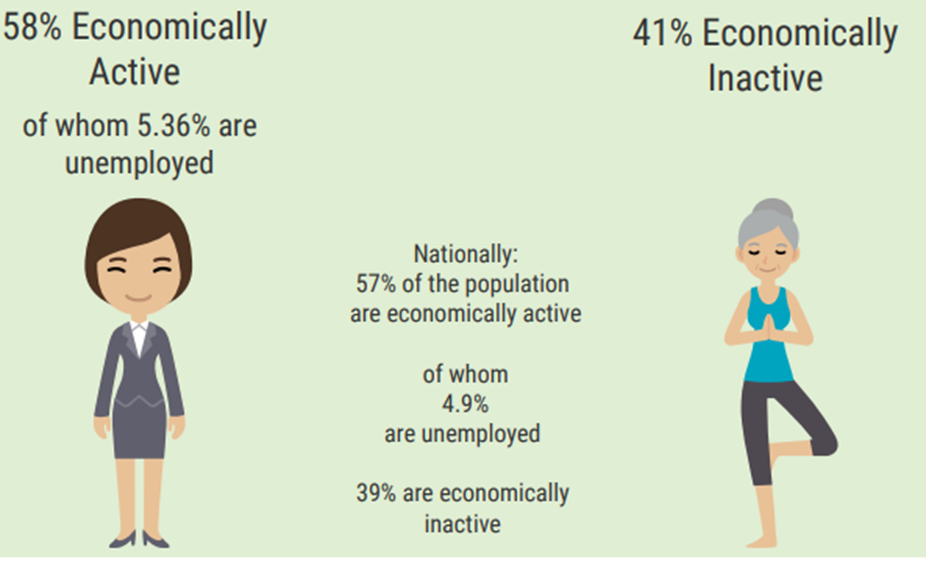 58% Economically
Active
of whom 5.36% are
unemployed
41% Economically
Inactive
Nationally:
57% of the population
are economically active
of whom
4.9%
are unemployed
39% are economically
inactive